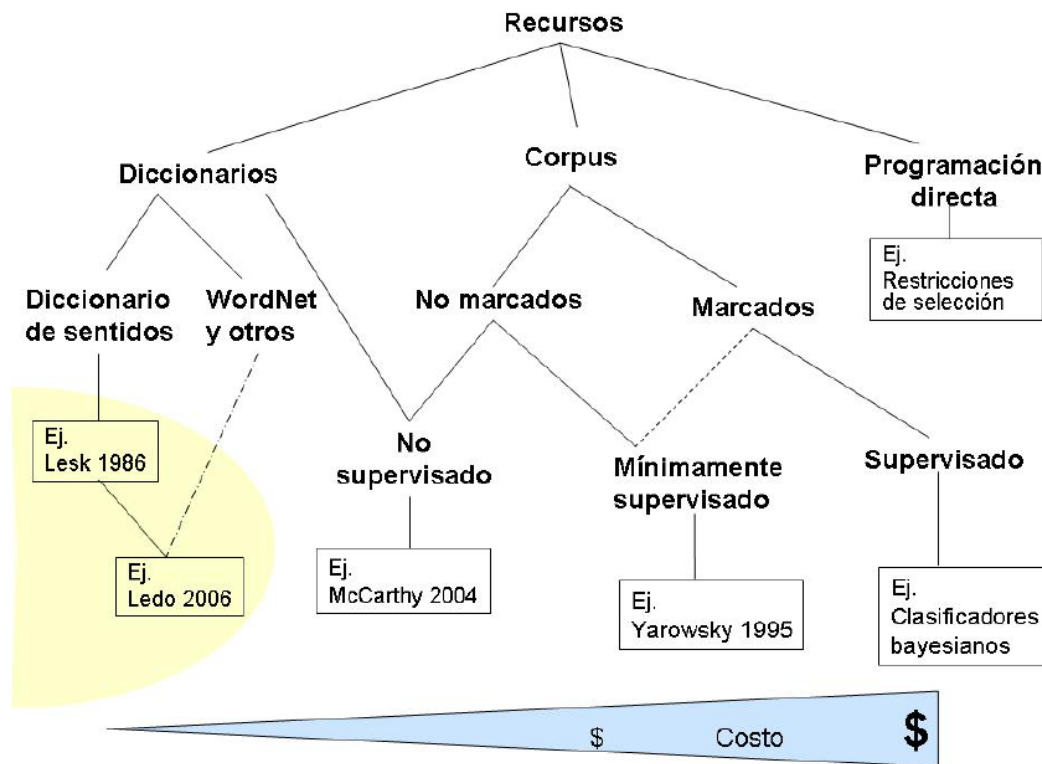 Recursos
Diccionarios
Corpus
Programación
directa
Ej.
Restricciones
de selección
Diccionario
de sentidos
WordNet
y otros
No marcados
Marcados
Ej.
Lesk 1986
No
supervisado
Mínimamente
supervisado
Supervisado
Ej.
Ledo 2006
Ej.
McCarthy 2004
Ej.
Yarowsky 1995
Ej.
Clasificadores
bayesianos
$ Costo $